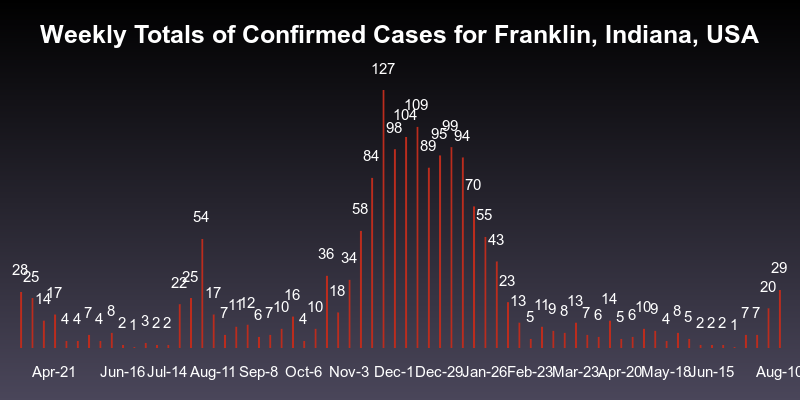 Weekly Totals of Confirmed Cases for Franklin, Indiana, USA
28 25 14 17 4 4 7 4 8 2 1 3 2 2 22 25 54 17 7 11 12 6 7 10 16 4 10 36 18 34 58 84 127 98 104 109 89 95 99 94 70 55 43 23 13 5 11 9 8 13 7 6 14 5 6 10 9 4 8 5 2 2 2 1 7 7 20 29
Apr-21 Jun-16 Jul-14 Aug-11 Sep-8 Oct-6 Nov-3 Dec-1 Dec-29 Jan-26 Feb-23 Mar-23 Apr-20 May-18 Jun-15 Aug-10